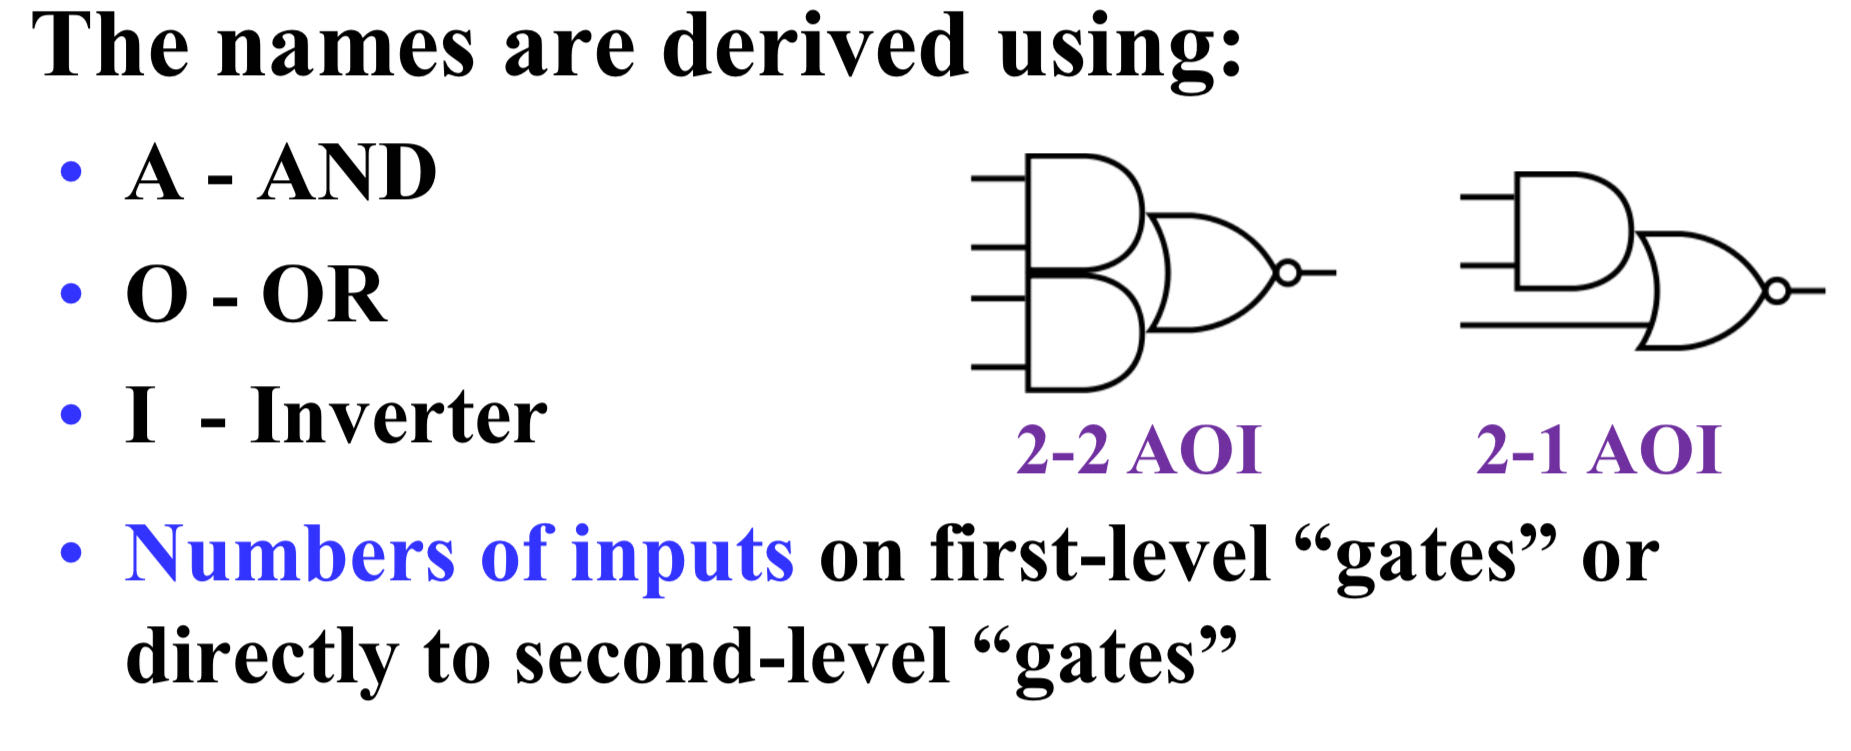 The names are derived using:
• A - AND
• O - OR
• I - Inverter
2-2 AOI
2-1 AOI
• Numbers of inputs on first-level “gates” or
directly to second-level “gates”